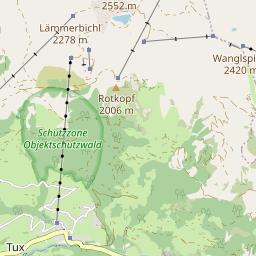 2552 m
Lämmerbichl
2278 m
Wanglspi
2420 m
Rotkopf
2006 m
Schutzzone
Objektschutzwald
Tux